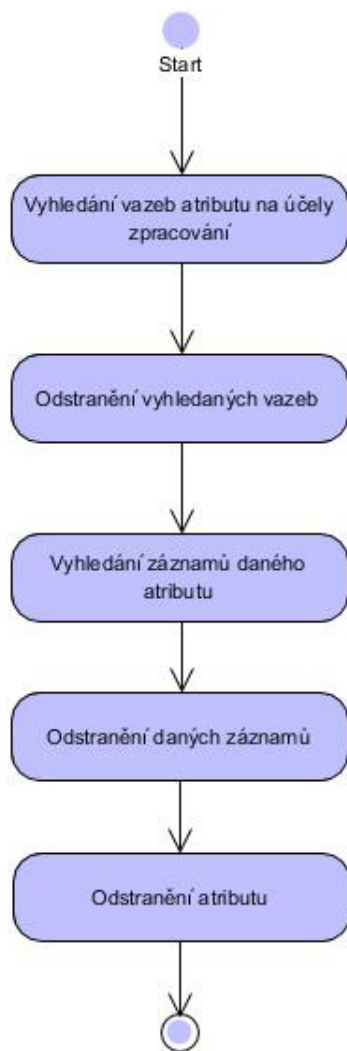 Start
Vyhledání vazeb atributu na účely
zpracování
Odstranění vyhledaných vazeb
Vyhledání záznamů daného
atributu
Odstranění daných záznamů
Odstranění atributu